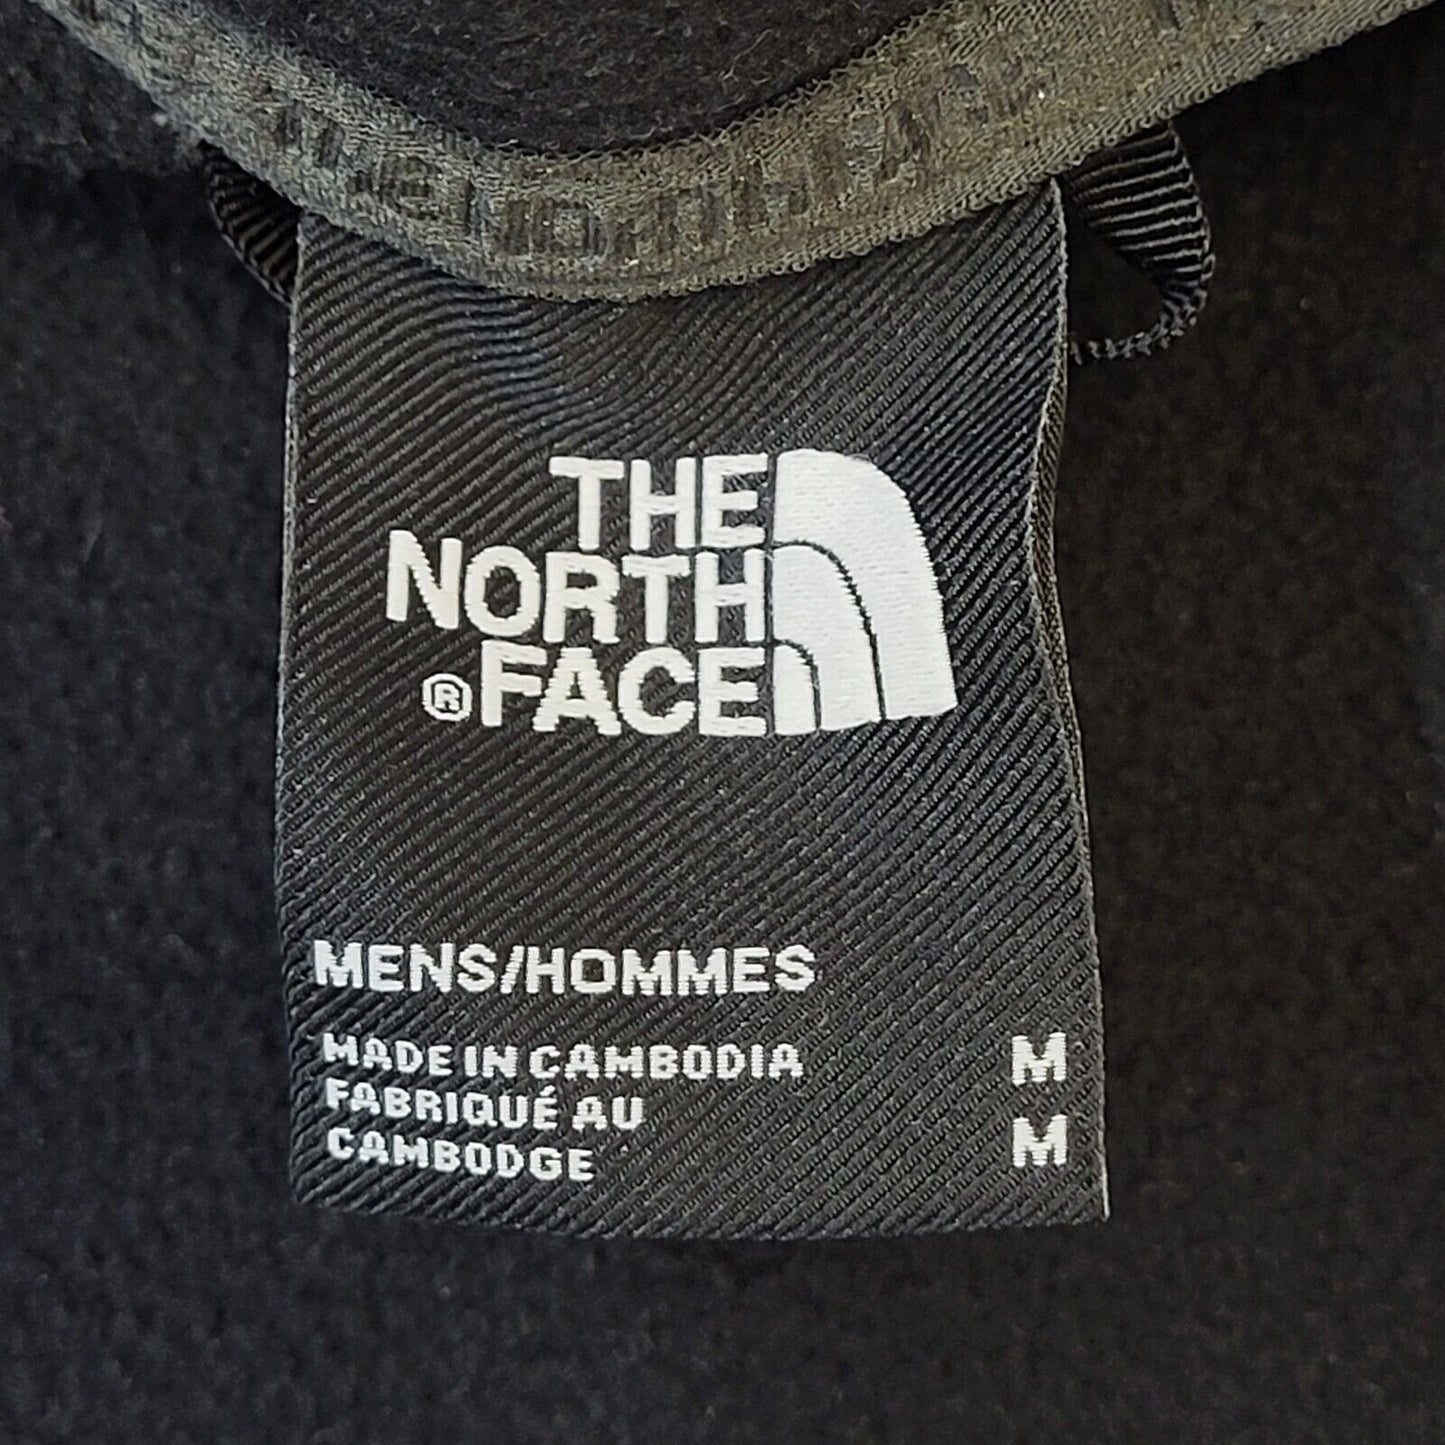 THE
NORTH
®FACE
MENS/HOMMES
MADE IN CAMBODIA M
FABRIQUÉ AU
CAMBODGE M